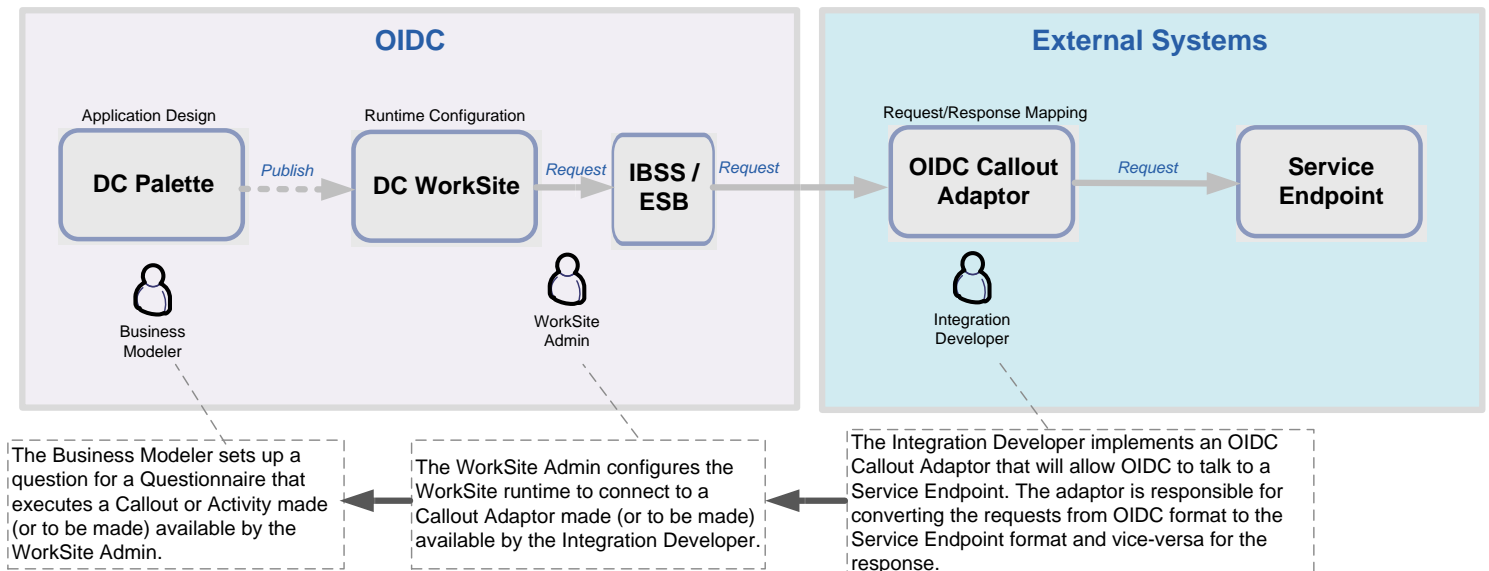 OIDC
External Systems
Application Design
Runtime Configuration
Request/Response Mapping
DC Palette
Publish
DC WorkSite
Request
IBSS /
ESB
Request
OIDC Callout
Adaptor
Request
Service
Endpoint
Business
Modeler
WorkSite
Admin
Integration
Developer
The Business Modeler sets up a
question for a Questionnaire that
executes a Callout or Activity made
(or to be made) available by the
WorkSite Admin.
The WorkSite Admin configures the
WorkSite runtime to connect to a
Callout Adaptor made (or to be made)
available by the Integration Developer.
The Integration Developer implements an OIDC
Callout Adaptor that will allow OIDC to talk to a
Service Endpoint. The adaptor is responsible for
converting the requests from OIDC format to the
Service Endpoint format and vice-versa for the
response.